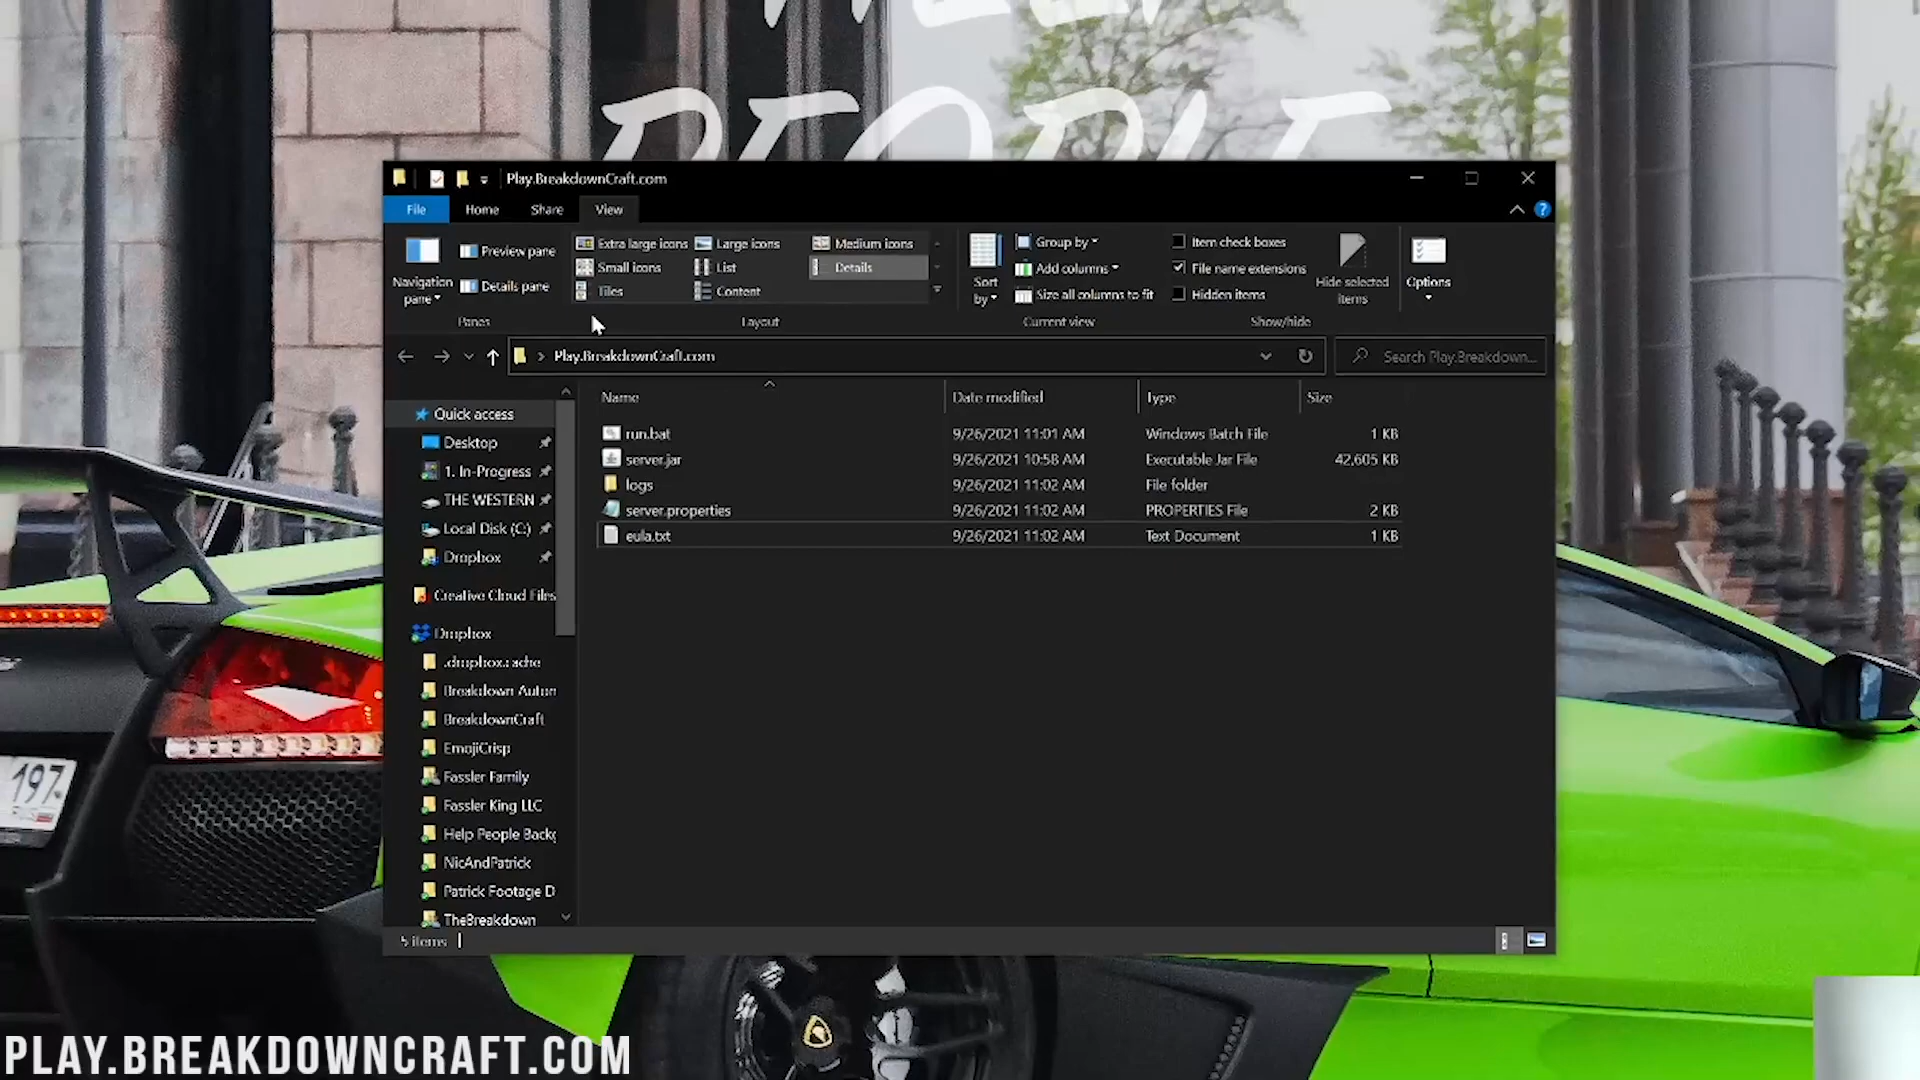 HELP
PEOPLE
Play.BreakdownCraft.com
File Home Share View
Navigation pane
Preview pane
Details pane
Panes
Extra large icons Large icons Medium icons
Small icons List Details
Tiles Content
Layout
Sort by
Group by
Add columns
Size all columns to fit
Current view
Item check boxes
File name extensions
Hidden items
Hide selected items
Show/hide
Options
Play.BreakdownCraft.com
Search Play.Breakdown...
Quick access
Desktop
1. In-Progress
THE WESTERN
Local Disk (C:)
Dropbox
Creative Cloud Files
Dropbox
.dropbox.cache
Breakdown Autom
BreakdownCraft
EmojiCrisp
Fassler Family
Fassler King LLC
Help People Backg
NicAndPatrick
Patrick Footage D
TheBreakdown
Name Date modified Type Size
run.bat 9/26/2021 11:01 AM Windows Batch File 1 KB
server.jar 9/26/2021 10:58 AM Executable Jar File 42,605 KB
logs 9/26/2021 11:02 AM File folder
server.properties 9/26/2021 11:02 AM PROPERTIES File 2 KB
eula.txt 9/26/2021 11:02 AM Text Document 1 KB
5 items
197
PLAY.BREAKDOWNCRAFT.COM